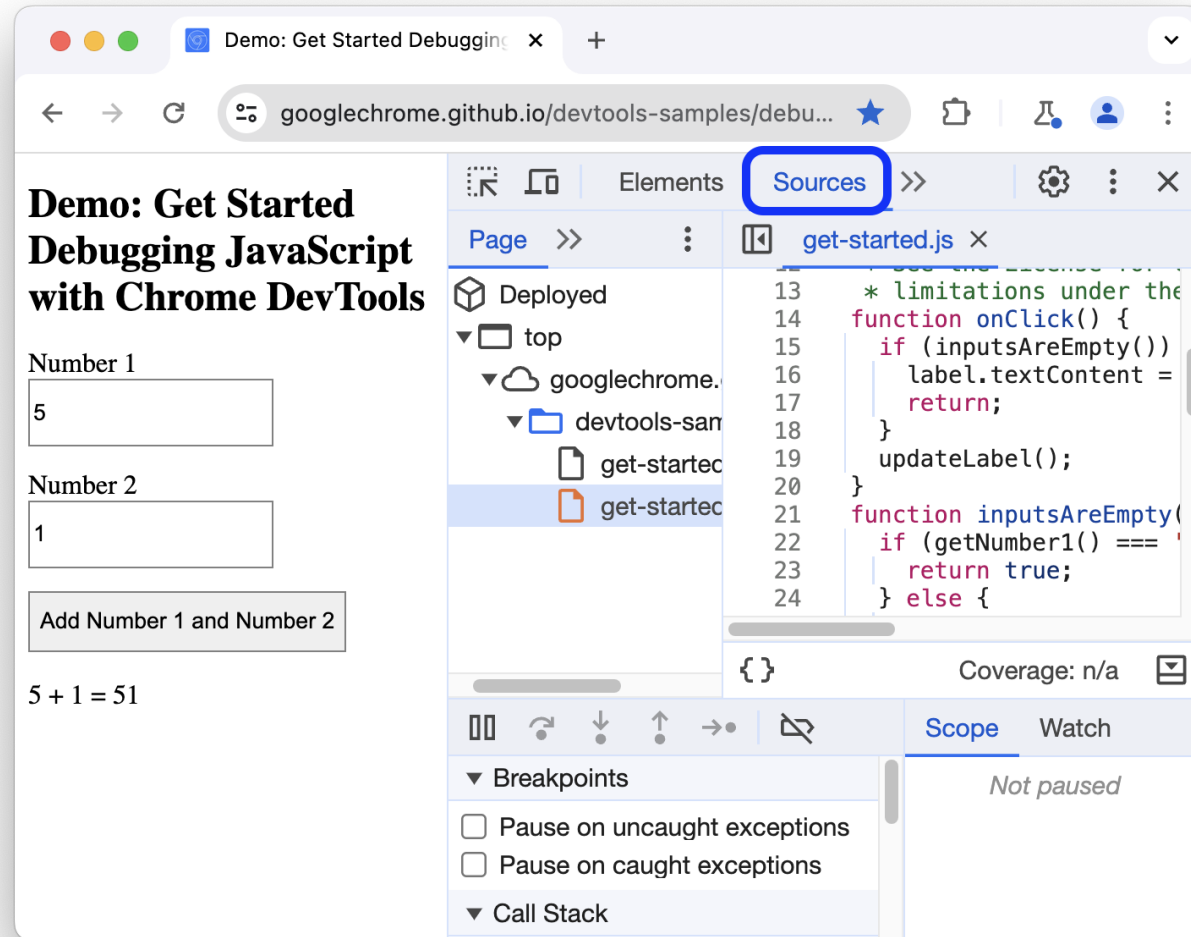 Demo: Get Started Debugging
googlechrome.github.io/devtools-samples/debu...
Demo: Get Started
Debugging JavaScript
with Chrome DevTools
Number 1
5
Number 2
1
Add Number 1 and Number 2
5 + 1 = 51
Elements
Sources
Page
get-started.js
Deployed
top
googlechrome.
devtools-sam
get-started
get-started
13 * limitations under the
14 function onClick() {
15 if (inputsAreEmpty())
16 label.textContent =
17 return;
18 }
19 updateLabel();
20 }
21 function inputsAreEmpty(
22 if (getNumber1() === '
23 return true;
24 } else {
{ }
Coverage: n/a
Scope
Watch
Not paused
Breakpoints
Pause on uncaught exceptions
Pause on caught exceptions
Call Stack